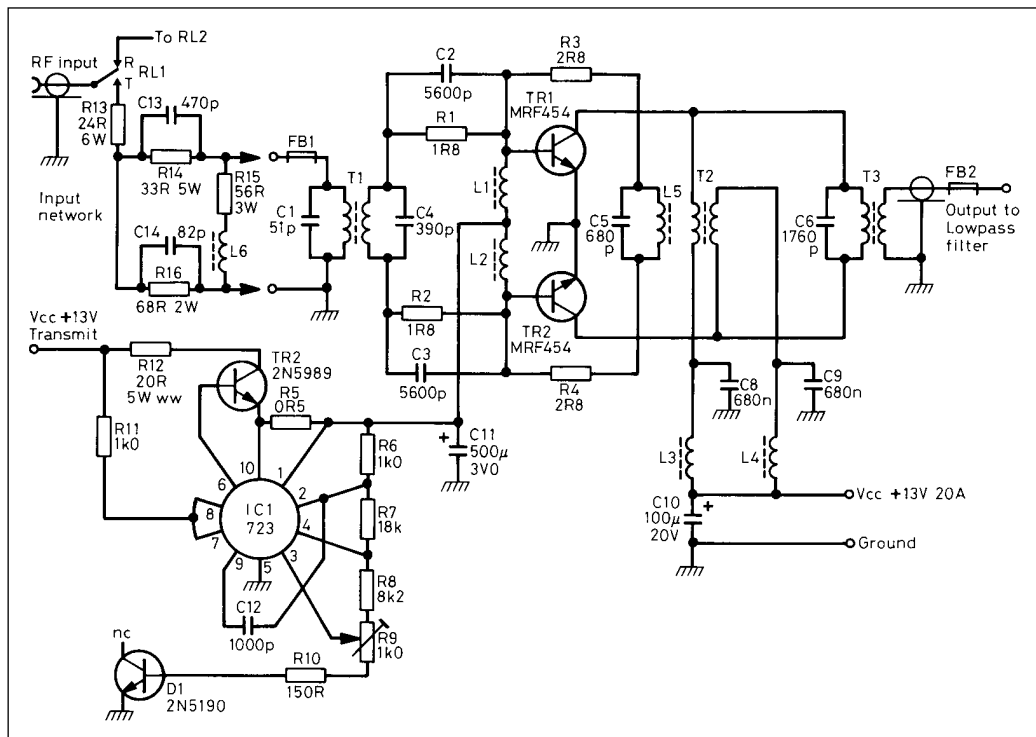 To RL2
RF input
R
RL1
T
R13
24R
6W
C13
470p
R14
33R 5W
R15
56R
3W
FB1
Input
network
C14
82p
L6
R16
68R 2W
C1
51p
T1
C4
390p
C2
5600p
R1
1R8
L1
L2
R2
1R8
C3
5600p
R3
2R8
TR1
MRF454
TR2
MRF454
R4
2R8
C5
680
p
L5
T2
C6
1760
p
T3
FB2
Output to
Lowpass
filter
C8
680n
C9
680n
L3
L4
Vcc +13V 20A
C10
100µ
20V
+
Ground
Vcc +13V
Transmit
R12
20R
5W ww
TR2
2N5989
R5
0R5
R11
1k0
10
1
6
2
8
IC1
723
4
7
9
5
3
R6
1k0
R7
18k
R8
8k2
R9
1k0
+
C11
500µ
3V0
C12
1000p
nc
R10
150R
D1
2N5190